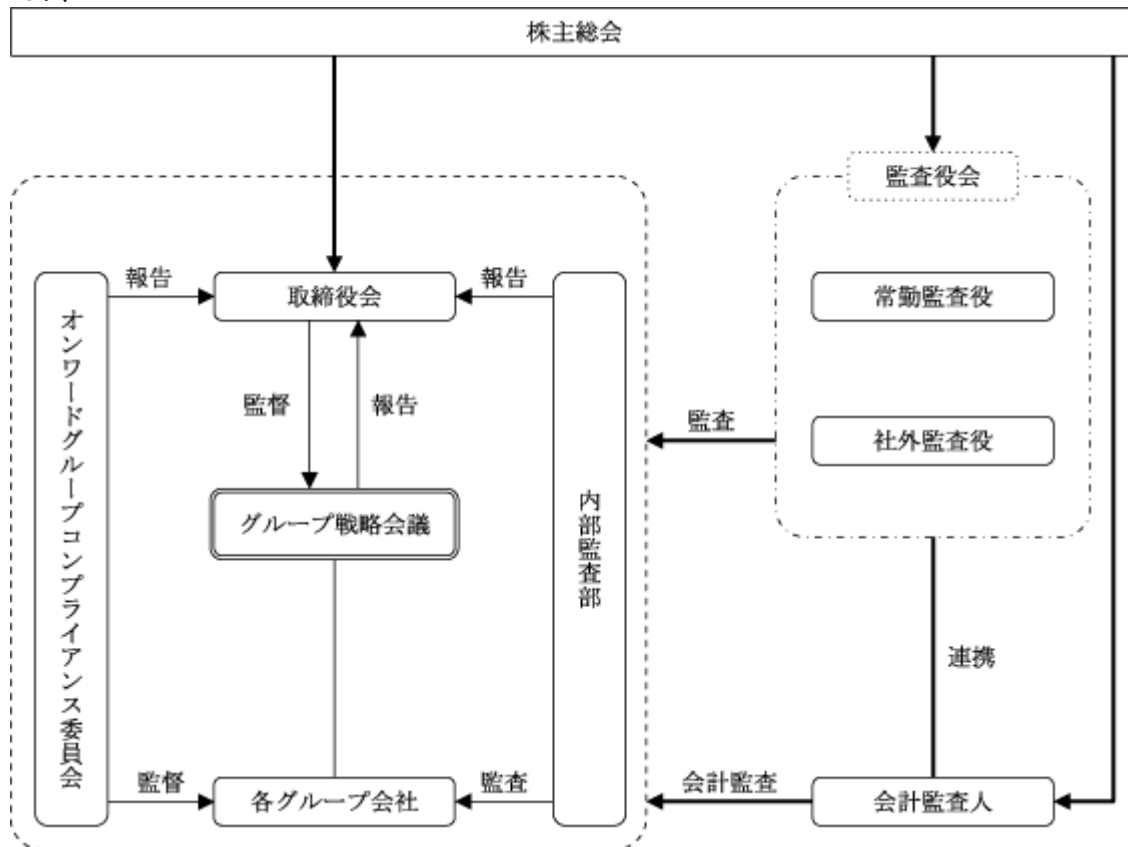 株主総会
監査役会
報告
報告
オンワードグループコンプライアンス委員会
取締役会
内部監査部
常勤監査役
監督
報告
監査
社外監査役
グループ戦略会議
連携
監督
監査
会計監査
各グループ会社
会計監査人